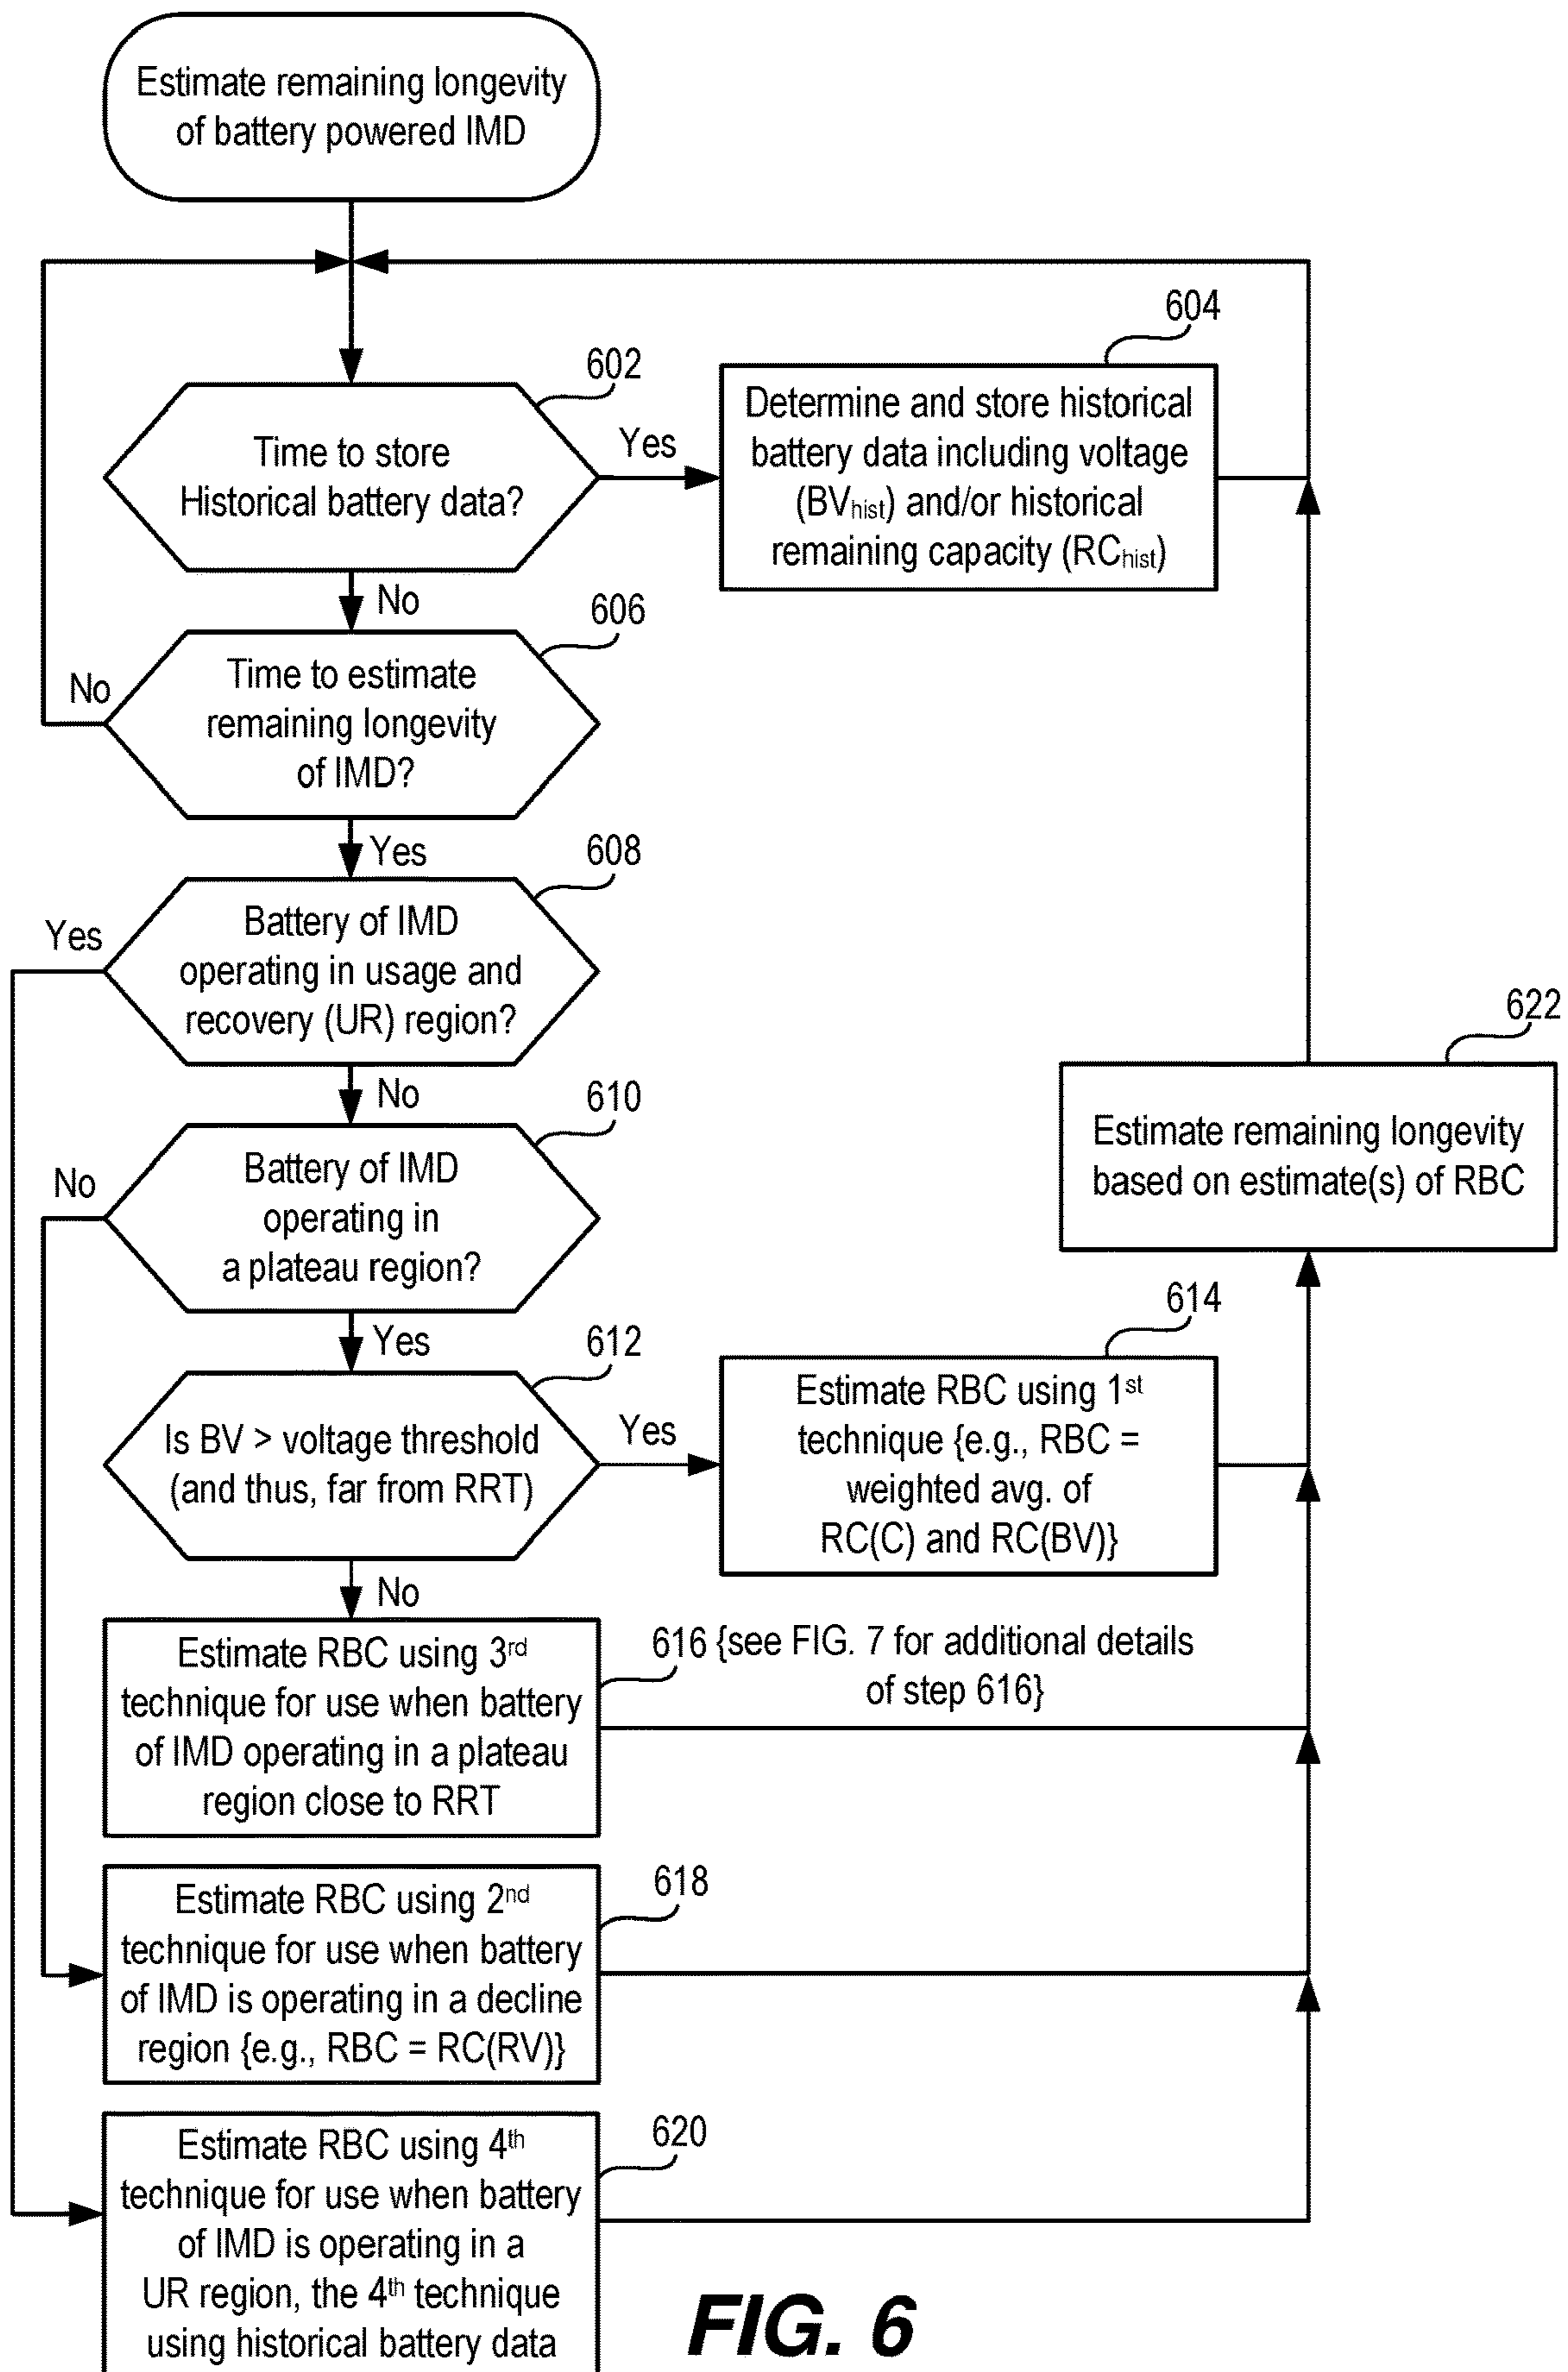 Estimate remaining longevity
of battery powered IMD
602
604
Time to store
Historical battery data?
Yes
Determine and store historical
battery data including voltage
(BVhist) and/or historical
remaining capacity (RChist)
No
606
Time to estimate
remaining longevity
of IMD?
No
Yes
608
Battery of IMD
operating in usage and
recovery (UR) region?
Yes
No
610
Battery of IMD
operating in
a plateau region?
No
Yes
612
Is BV > voltage threshold
(and thus, far from RRT)
Yes
614
Estimate RBC using 1st
technique {e.g., RBC =
weighted avg. of
RC(C) and RC(BV)}
622
Estimate remaining longevity
based on estimate(s) of RBC
No
Estimate RBC using 3rd
technique for use when battery
of IMD operating in a plateau
region close to RRT
616 {see FIG. 7 for additional details
of step 616}
618
Estimate RBC using 2nd
technique for use when battery
of IMD is operating in a decline
region {e.g., RBC = RC(RV)}
620
Estimate RBC using 4th
technique for use when battery
of IMD is operating in a
UR region, the 4th technique
using historical battery data
FIG. 6